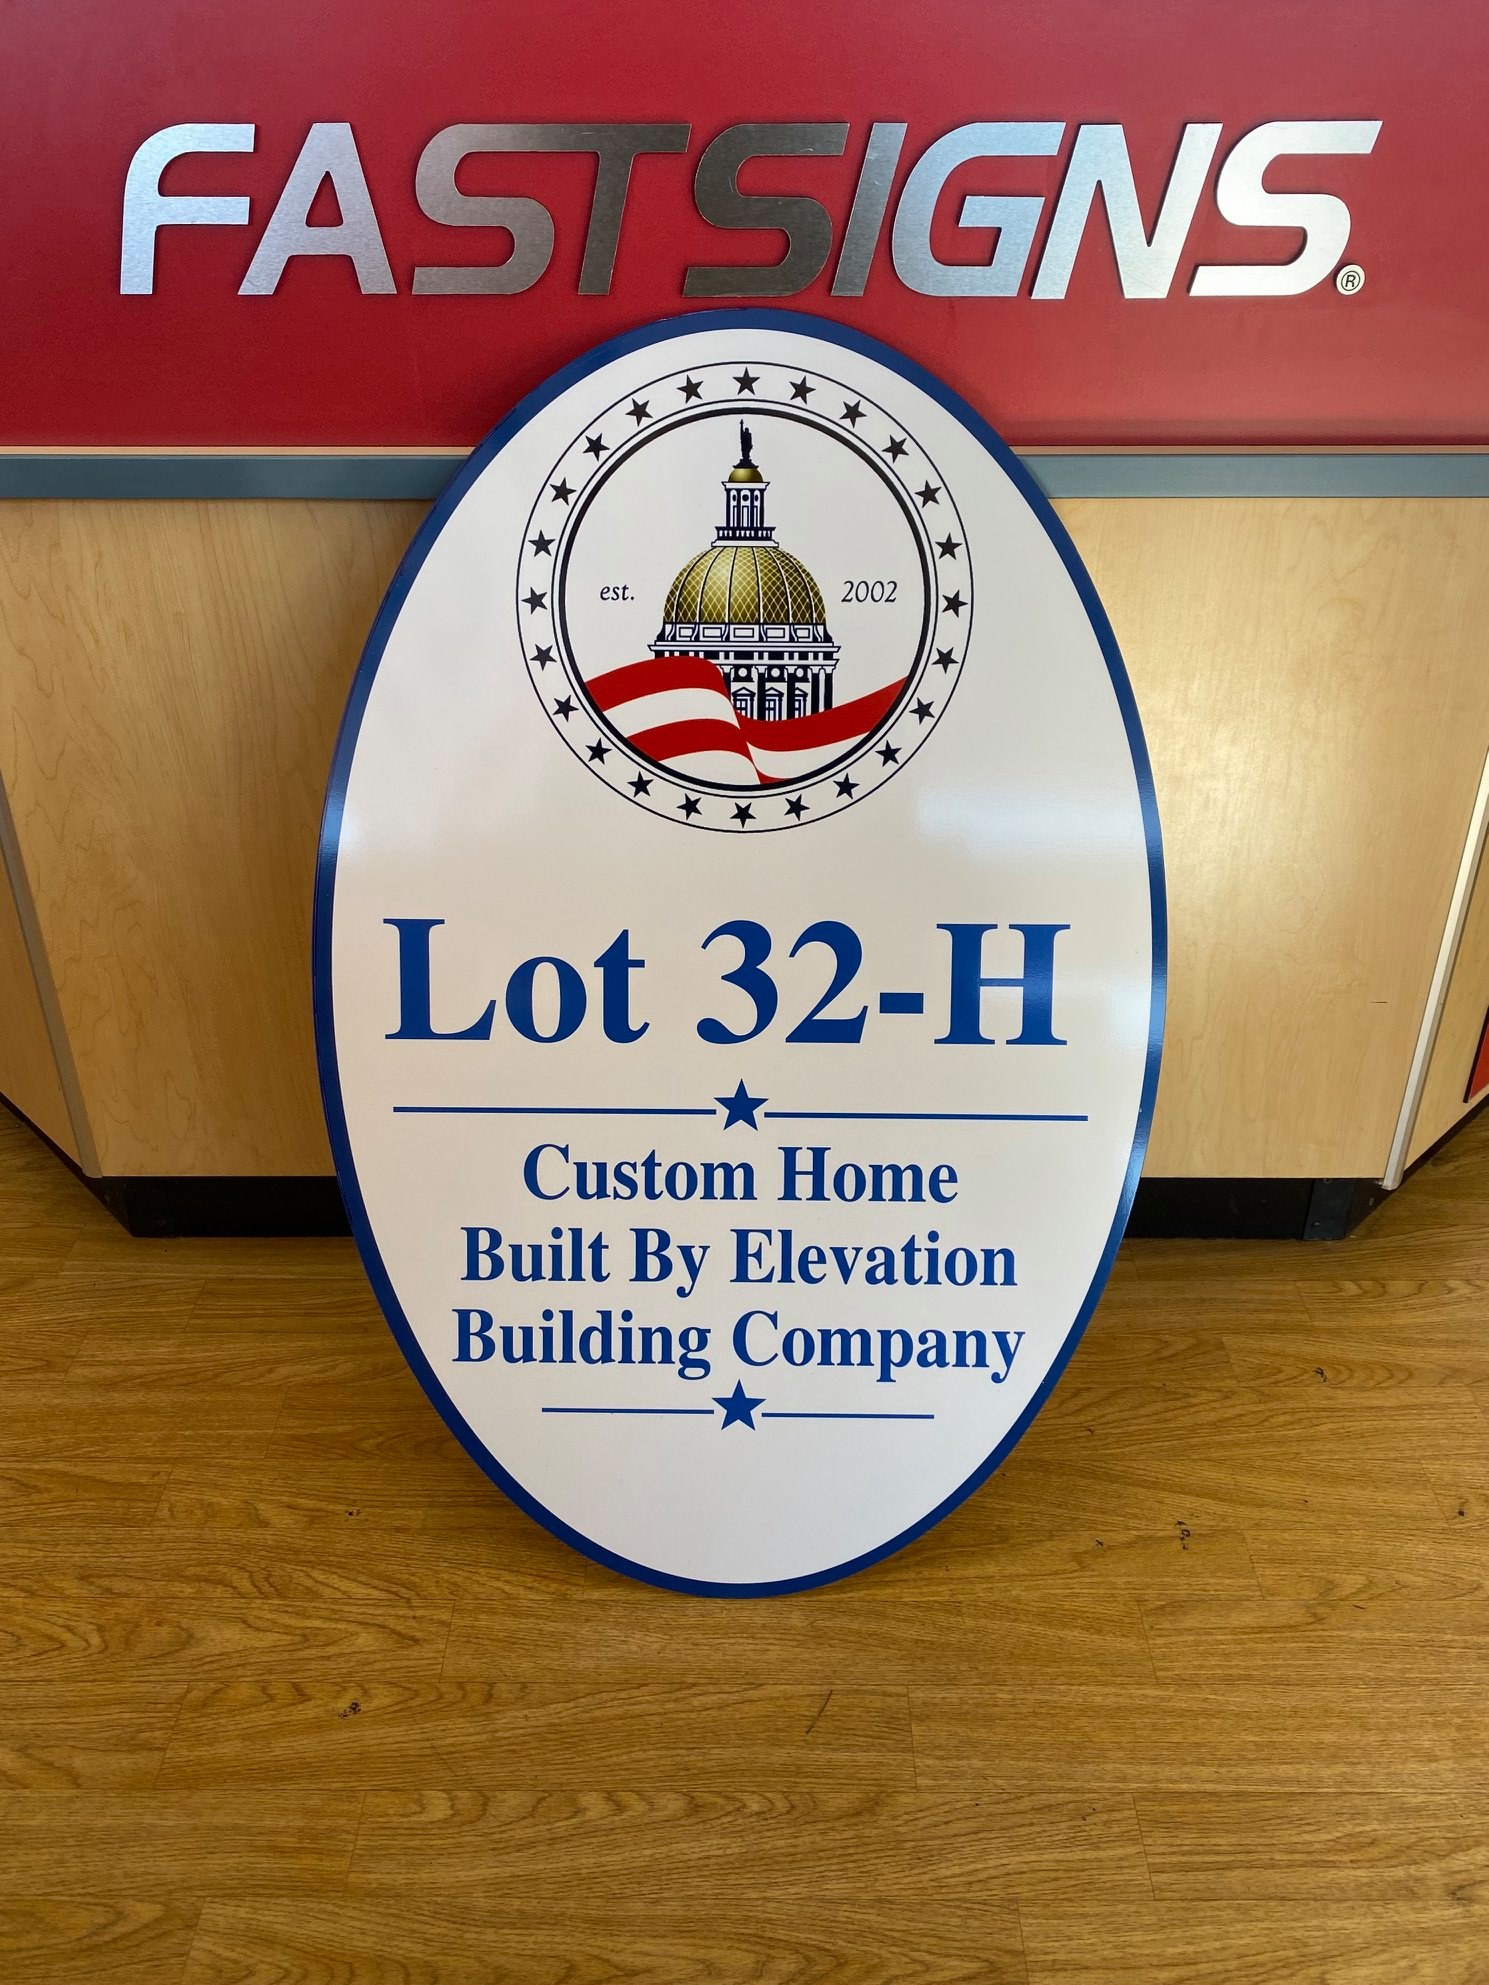 FASTSIGNS®
est. 2002
Lot 32-H
Custom Home
Built By Elevation
Building Company